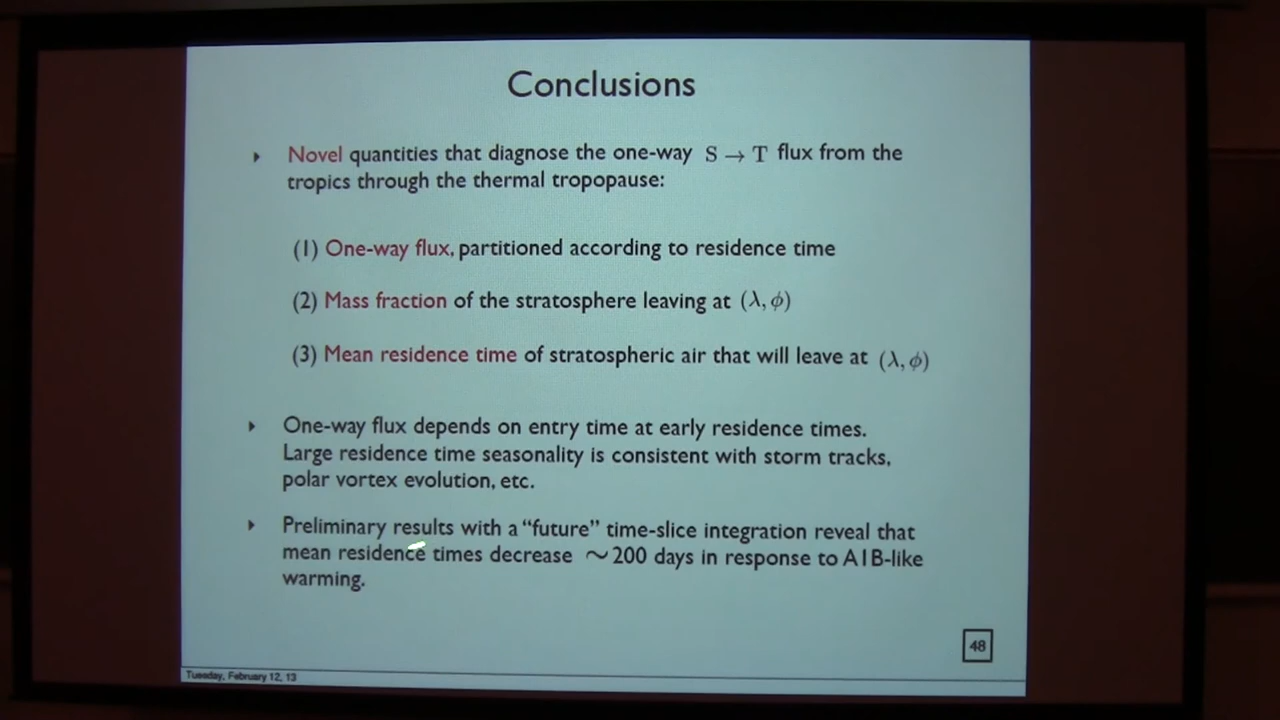 Conclusions
Novel quantities that diagnose the one-way S → T flux from the
tropics through the thermal tropopause:
(1) One-way flux, partitioned according to residence time
(2) Mass fraction of the stratosphere leaving at (λ, ϕ)
(3) Mean residence time of stratospheric air that will leave at (λ, ϕ)
One-way flux depends on entry time at early residence times.
Large residence time seasonality is consistent with storm tracks,
polar vortex evolution, etc.
Preliminary results with a “future” time-slice integration reveal that
mean residence times decrease ∼ 200 days in response to A1B-like
warming.
48
Tuesday, February 12, 13